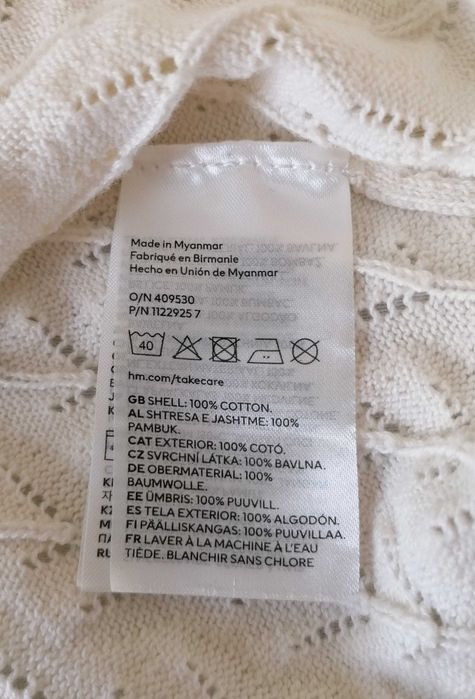 Made in Myanmar
Fabriqué en Birmanie
Hecho en Unión de Myanmar
O/N 409530
P/N 1122925 7
40
hm.com/takecare
GB SHELL: 100% COTTON.
AL SHTRESA E JASHTME: 100%
PAMBUK.
CAT EXTERIOR: 100% COTÓ.
CZ SVRCHNÍ LÁTKA: 100% BAVLNA.
DE OBERMATERIAL: 100%
BAUMWOLLE.
EE ÜMBRIS: 100% PUUVILL.
ES TELA EXTERIOR: 100% ALGODÓN.
FI PÄÄLLISKANGAS: 100% PUUVILLAA.
FR LAVER À LA MACHINE À L'EAU
TIÈDE. BLANCHIR SANS CHLORE